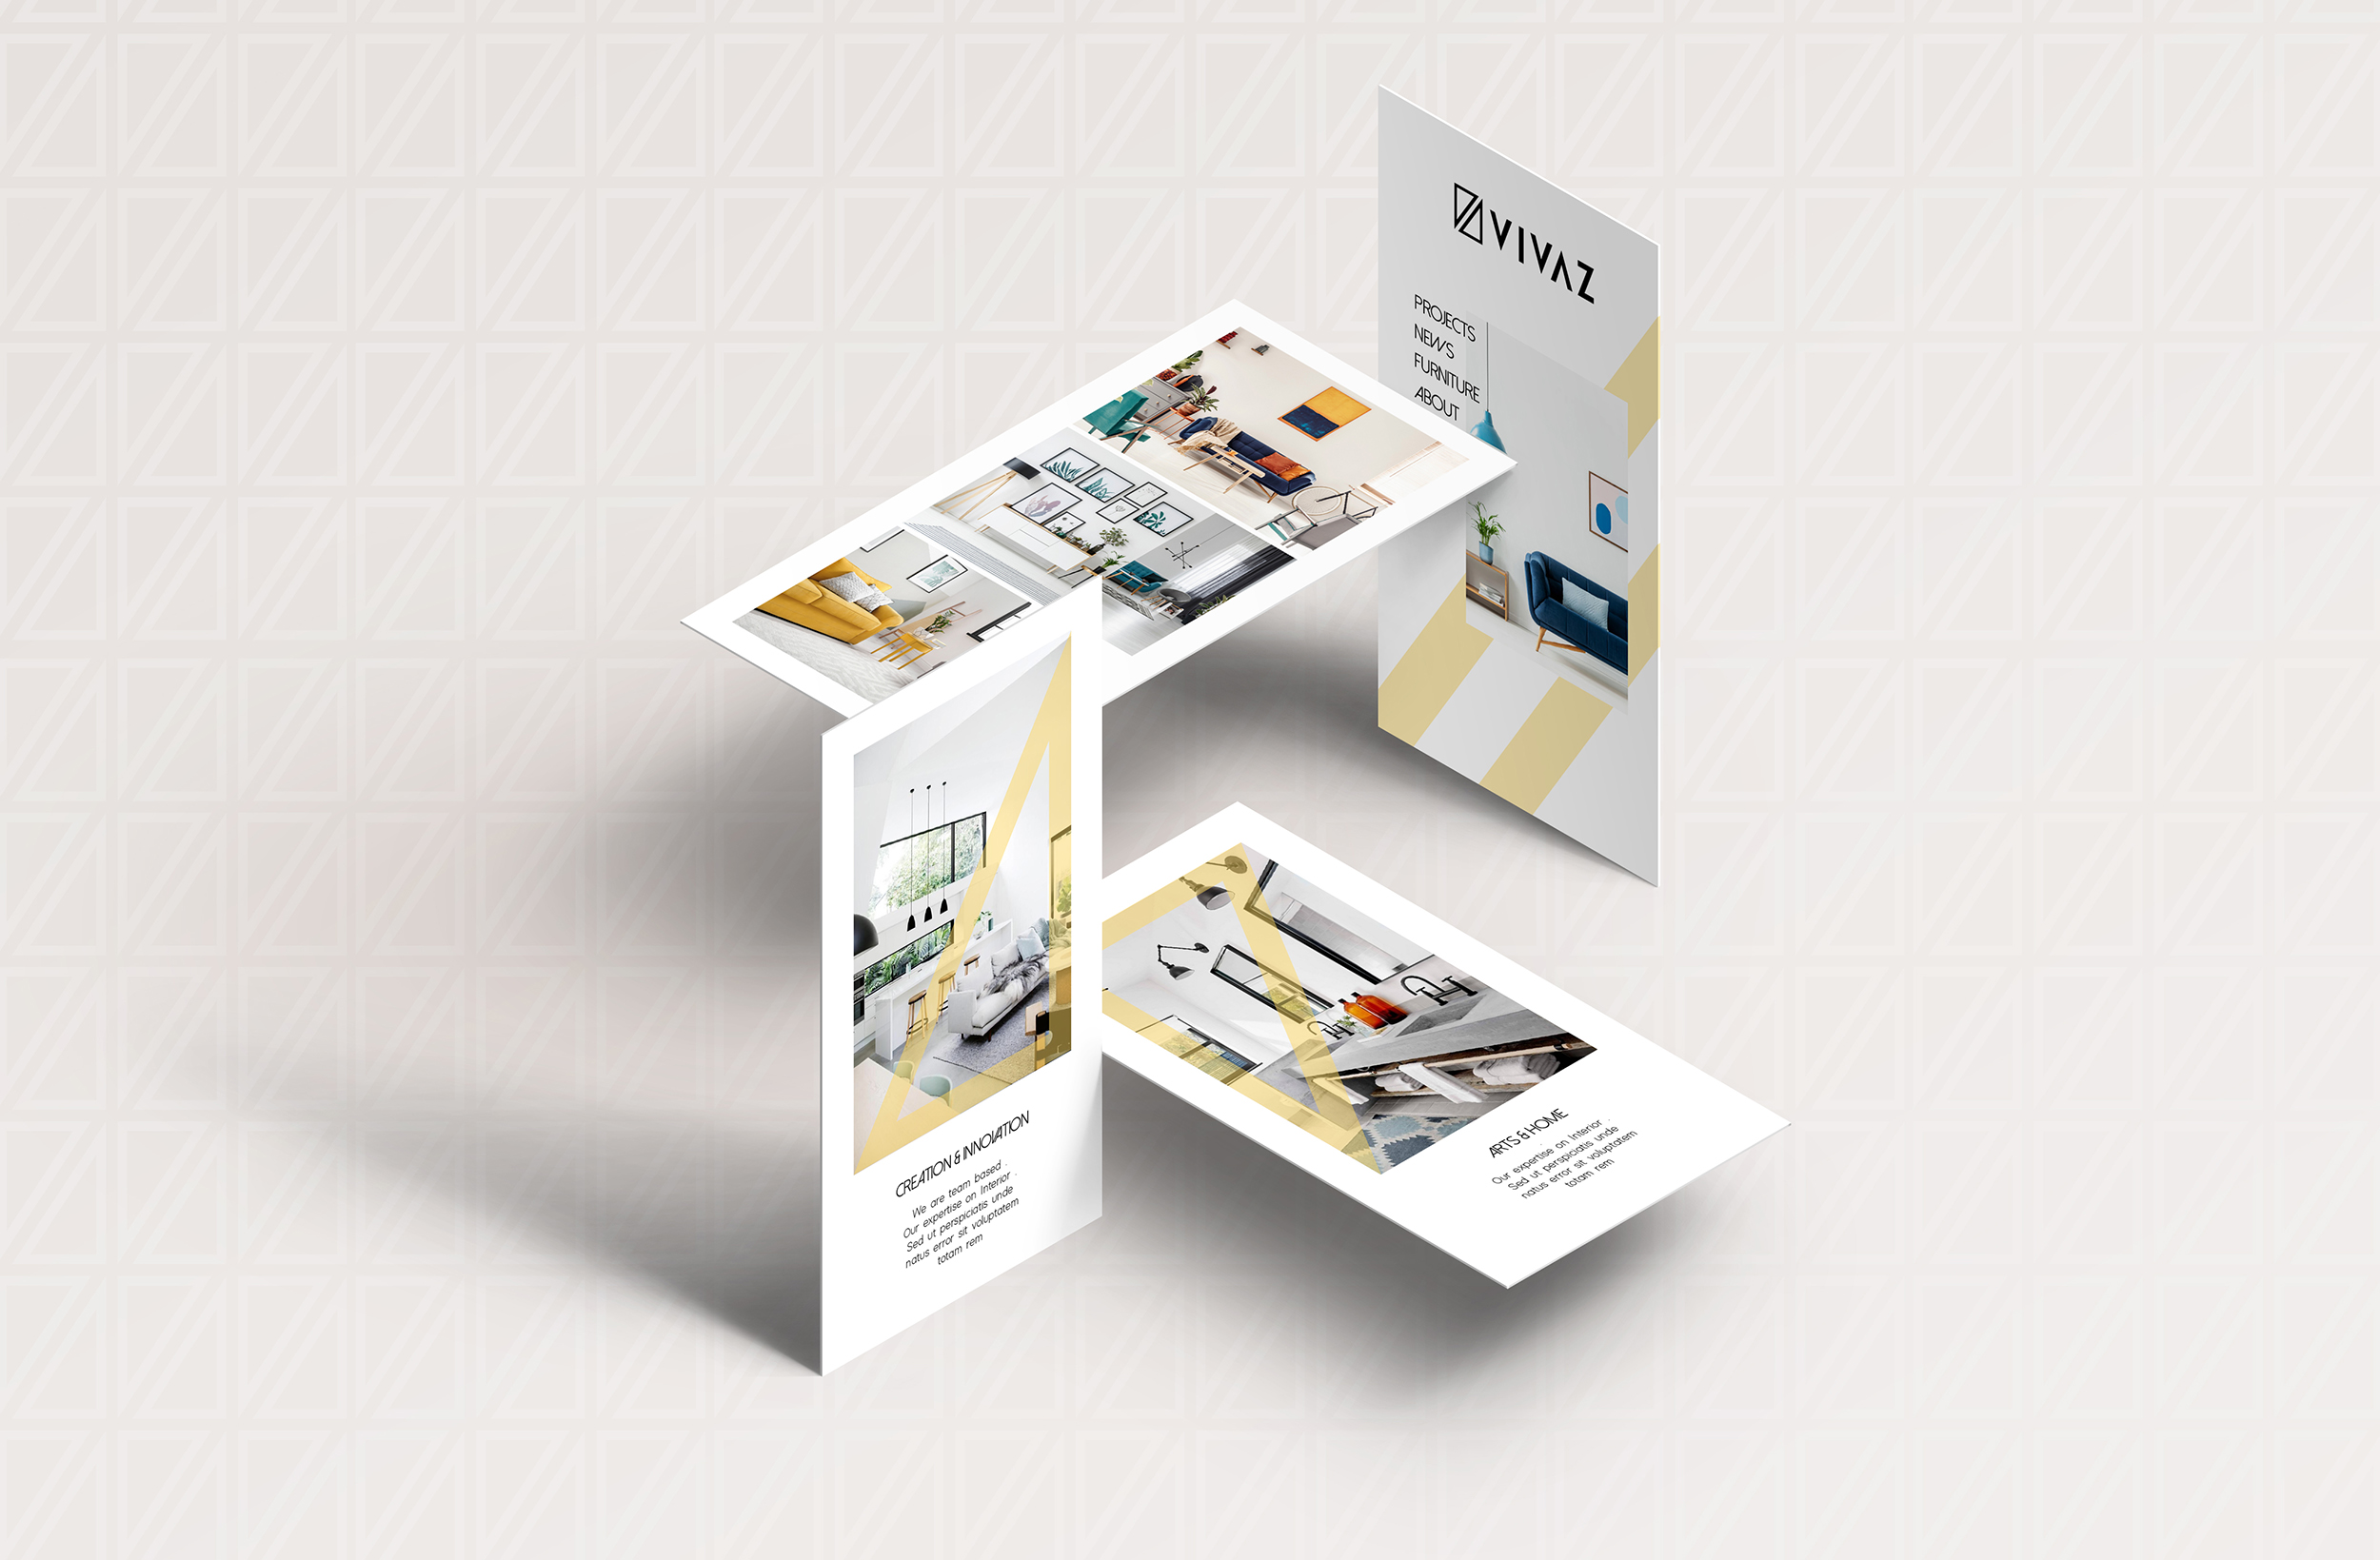 VIVAZ
PROJECTS
NEWS
FURNITURE
ABOUT
CREATION & INNOVATION
We are team based .
Our expertise on Interior .
Sed ut perspiciatis unde
natus error sit voluptatem
totam rem
ARTS & HOME
.
Our expertise on Interior .
Sed ut perspiciatis unde
natus error sit voluptatem
totam rem